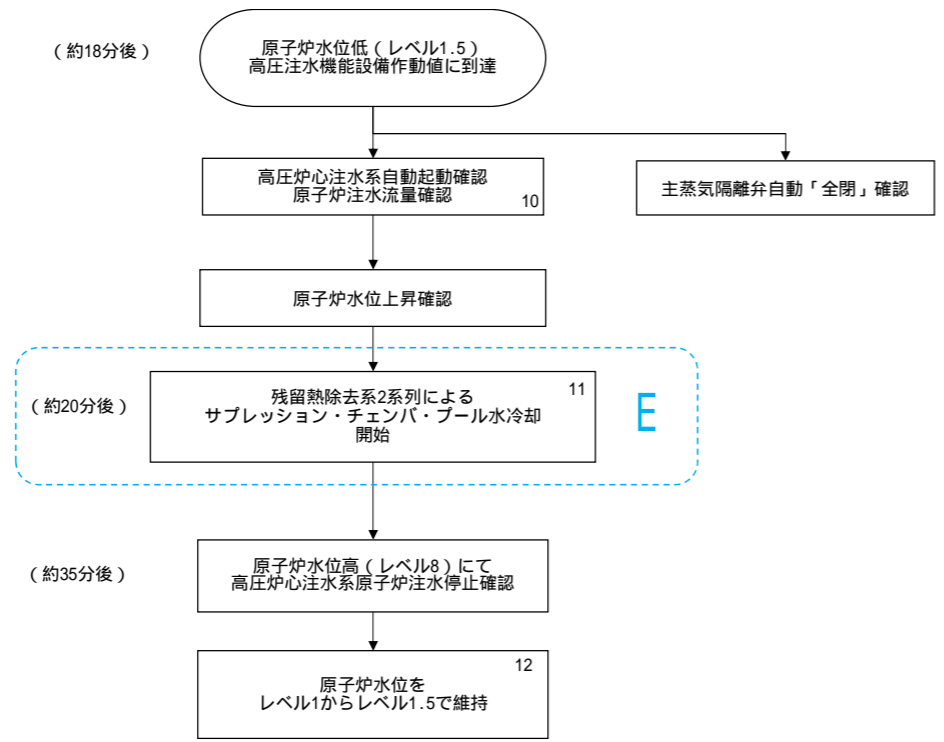 （約18分後）
原子炉水位低（レベル1.5）
高圧注水機能設備作動値に到達
高圧炉心注水系自動起動確認
原子炉注水流量確認
10
主蒸気隔離弁自動「全閉」確認
原子炉水位上昇確認
（約20分後）
残留熱除去系2系列による
サプレッション・チェンバ・プール水冷却
開始
11
E
（約35分後）
原子炉水位高（レベル8）にて
高圧炉心注水系原子炉注水停止確認
12
原子炉水位を
レベル1からレベル1.5で維持